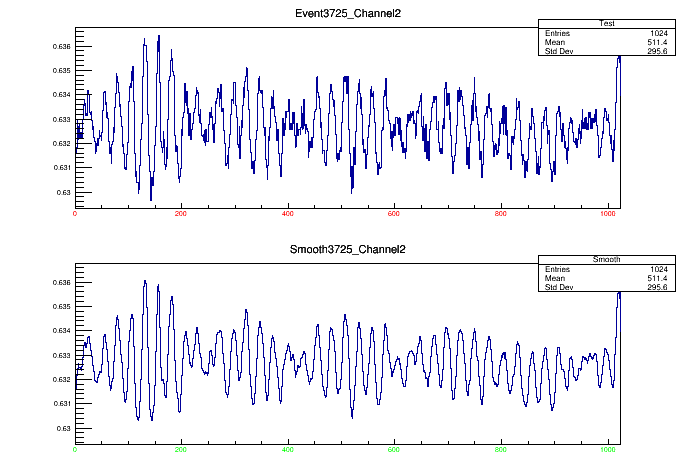 Event3725_Channel2
Test
Entries 1024
Mean 511.4
Std Dev 295.6
0.636
0.635
0.634
0.633
0.632
0.631
0.63
0 200 400 600 800 1000
Smooth3725_Channel2
Smooth
Entries 1024
Mean 511.4
Std Dev 295.6
0.636
0.635
0.634
0.633
0.632
0.631
0.63
0 200 400 600 800 1000